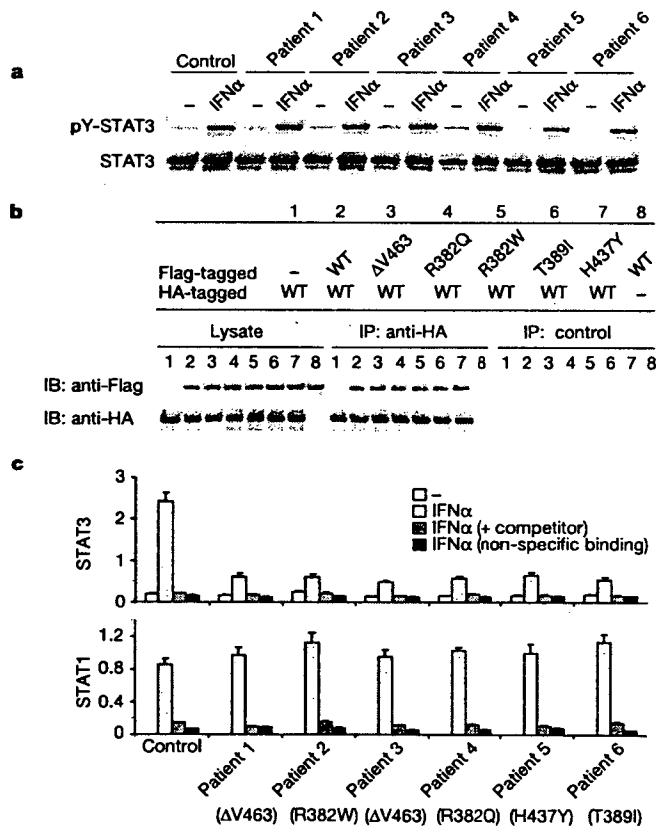 a
Control Patient 1 Patient 2 Patient 3 Patient 4 Patient 5 Patient 6
– IFNα – IFNα – IFNα – IFNα – IFNα – IFNα – IFNα
pY-STAT3
STAT3
b
1 2 3 4 5 6 7 8
Flag-tagged – WT ΔV463 R382Q R382W T389I H437Y WT
HA-tagged WT WT WT WT WT WT WT –
Lysate IP: anti-HA IP: control
1 2 3 4 5 6 7 8 1 2 3 4 5 6 7 8 1 2 3 4 5 6 7 8
IB: anti-Flag
IB: anti-HA
c
STAT3
3
2
1
0
–
IFNα
IFNα (+ competitor)
IFNα (non-specific binding)
STAT1
1.2
0.8
0.4
0
Control Patient 1 Patient 2 Patient 3 Patient 4 Patient 5 Patient 6
(ΔV463) (R382W) (ΔV463) (R382Q) (H437Y) (T389I)